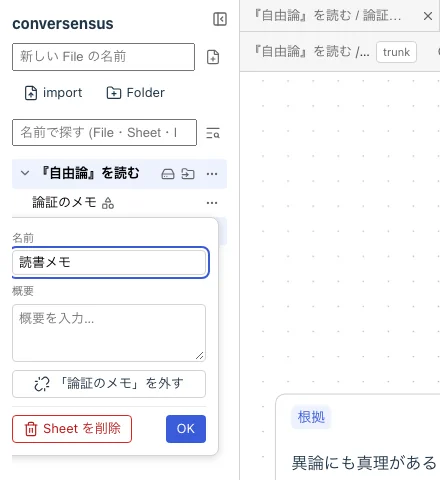 conversensus
新しい File の名前
import
Folder
名前で探す (File・Sheet・
『自由論』を読む
論証のメモ
名前
読書メモ
概要
概要を入力...
「論証のメモ」を外す
Sheet を削除
OK
『自由論』を読む / 論証...
『自由論』を読む /...
trunk
根拠
異論にも真理がある